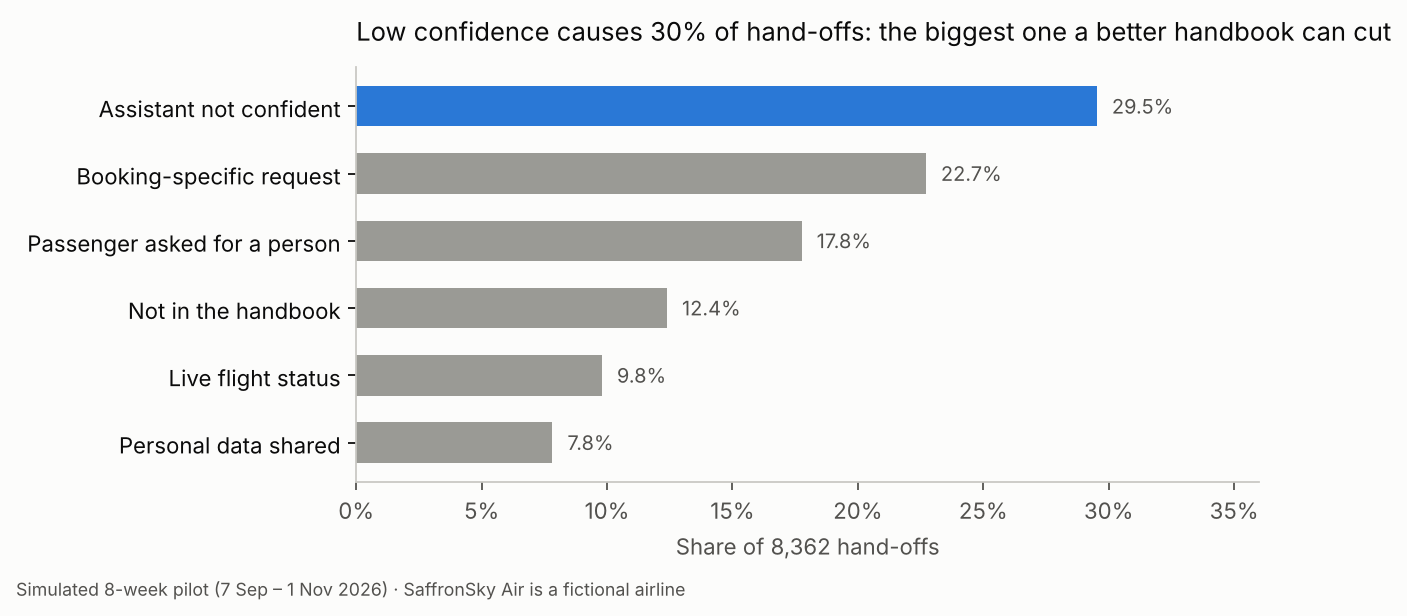 Low confidence causes 30% of hand-offs: the biggest one a better handbook can cut
Assistant not confident
29.5%
Booking-specific request
22.7%
Passenger asked for a person
17.8%
Not in the handbook
12.4%
Live flight status
9.8%
Personal data shared
7.8%
0% 5% 10% 15% 20% 25% 30% 35%
Share of 8,362 hand-offs
Simulated 8-week pilot (7 Sep – 1 Nov 2026) · SaffronSky Air is a fictional airline